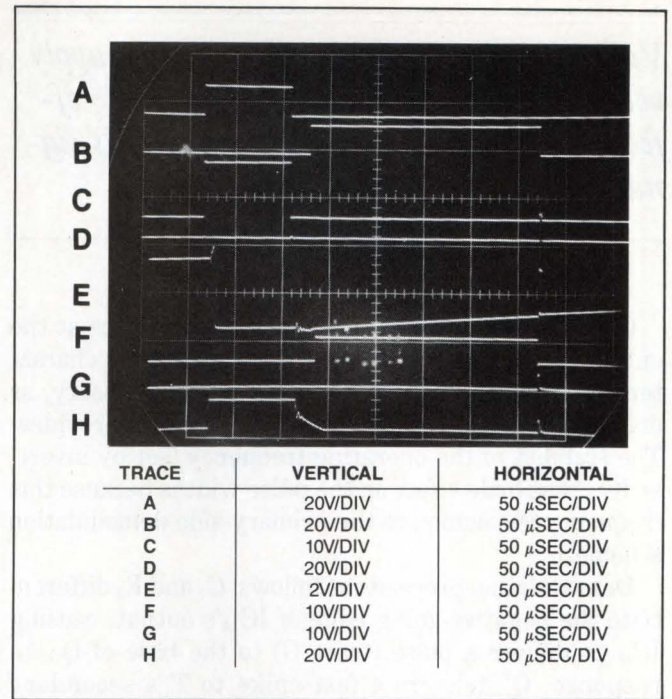 A
B
C
D
E
F
G
H
TRACE VERTICAL HORIZONTAL
A 10V/DIV 50 μSEC/DIV
B 20V/DIV 50 μSEC/DIV
C 10V/DIV 50 μSEC/DIV
D 20V/DIV 50 μSEC/DIV
E 2V/DIV 50 μSEC/DIV
F 10V/DIV 50 μSEC/DIV
G 10V/DIV 50 μSEC/DIV
H 20V/DIV 50 μSEC/DIV